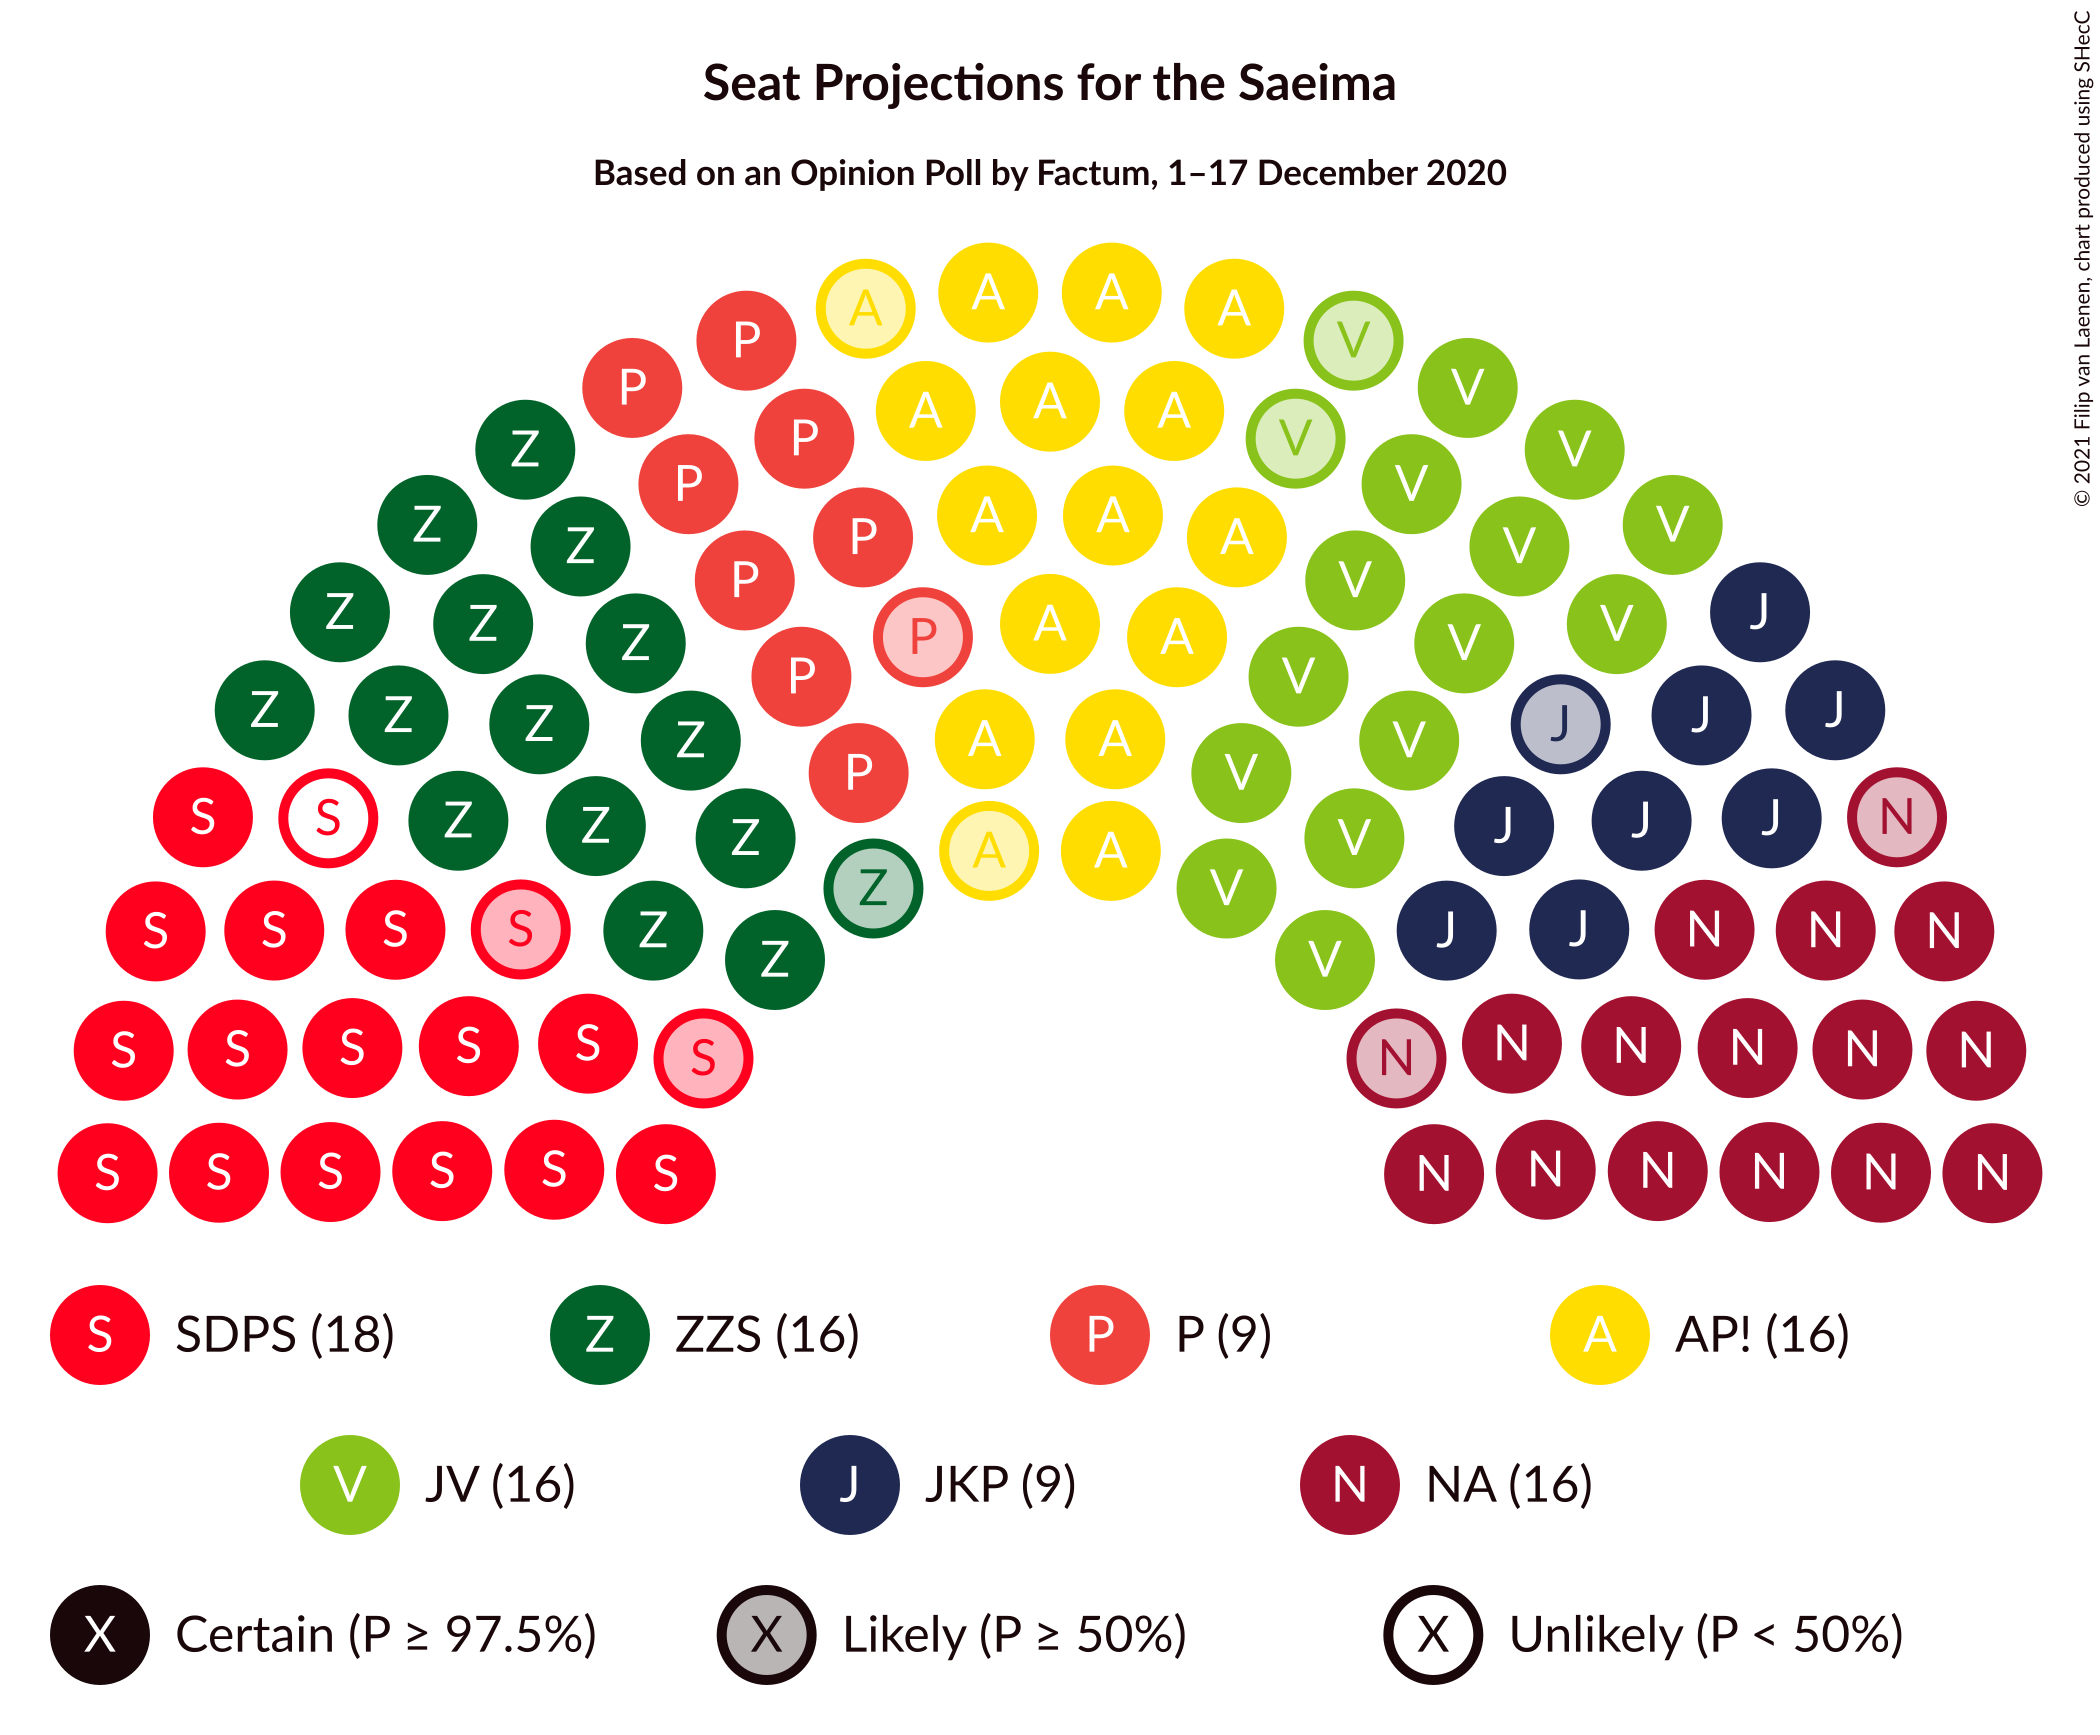 Seat Projections for the Saeima
Based on an Opinion Poll by Factum, 1–17 December 2020
© 2021 Filip van Laenen, chart produced using SHecC
A A A A
P P V V
A A A
P P V V
Z V
A A A
Z P P A V V V
Z Z P A A V V V
Z Z Z P P A A V V V J
Z Z Z Z P A A V V J J J
S S Z Z Z Z A A V V J J J N
S S S S Z Z V J J N N N
S S S S S S N N N N N N
S S S S S S N N N N N N
S SDPS (18) Z ZZS (16) P P (9) A AP! (16)
V JV (16) J JKP (9) N NA (16)
X Certain (P ≥ 97.5%) X Likely (P ≥ 50%) X Unlikely (P < 50%)